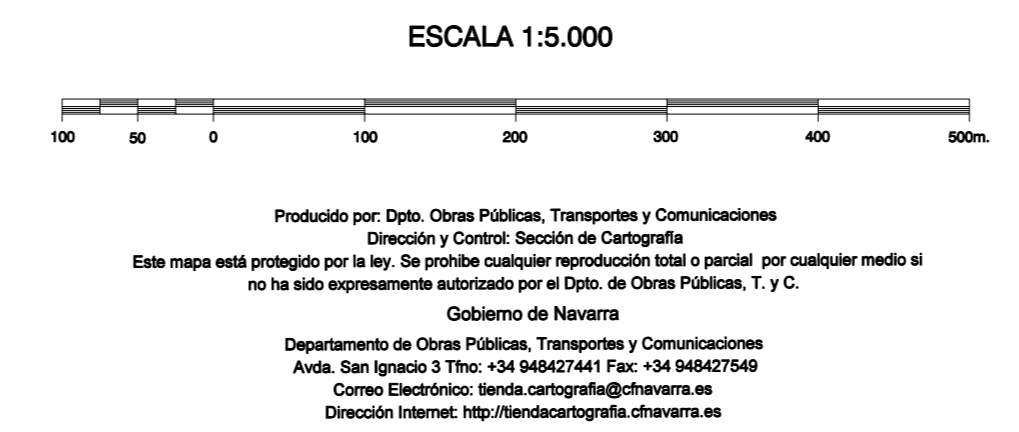 ESCALA 1:5.000
100 50 0 100 200 300 400 500m.
Producido por: Dpto. Obras Públicas, Transportes y Comunicaciones
Dirección y Control: Sección de Cartografía
Este mapa está protegido por la ley. Se prohibe cualquier reproducción total o parcial por cualquier medio si
no ha sido expresamente autorizado por el Dpto. de Obras Públicas, T. y C.
Gobierno de Navarra
Departamento de Obras Públicas, Transportes y Comunicaciones
Avda. San Ignacio 3 Tfno: +34 948427441 Fax: +34 948427549
Correo Electrónico: tienda.cartografia@cfnavarra.es
Dirección Internet: http://tiendacartografia.cfnavarra.es